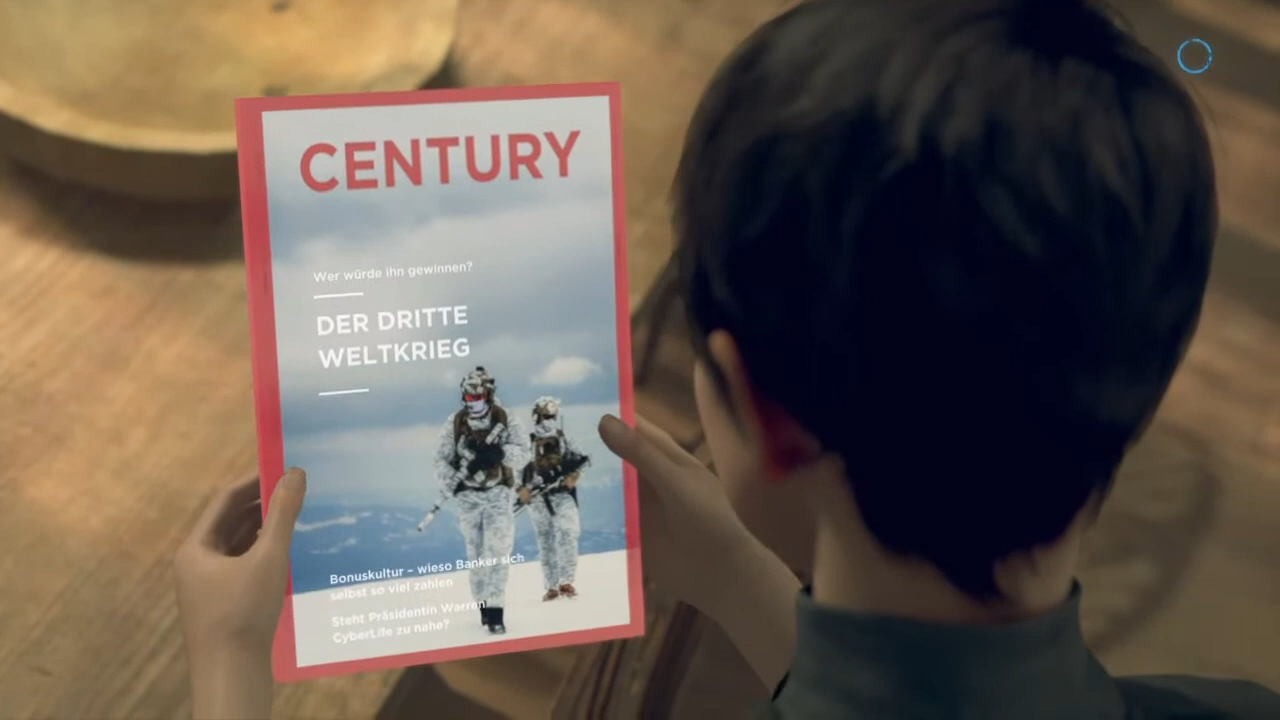 CENTURY
Wer würde ihn gewinnen?
DER DRITTE
WELTKRIEG
Bonuskultur – wieso Banker sich
selbst so viel zahlen
Steht Präsidentin Warren
CyberLife zu nahe?